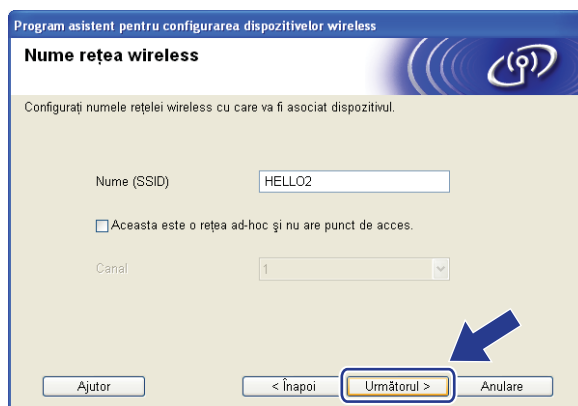 Program asistent pentru configurarea dispozitivelor wireless
Nume rețea wireless
Configurați numele rețelei wireless cu care va fi asociat dispozitivul.
Nume (SSID) HELLO2
Aceasta este o rețea ad-hoc şi nu are punct de acces.
Canal 1
Ajutor < Înapoi Următorul > Anulare